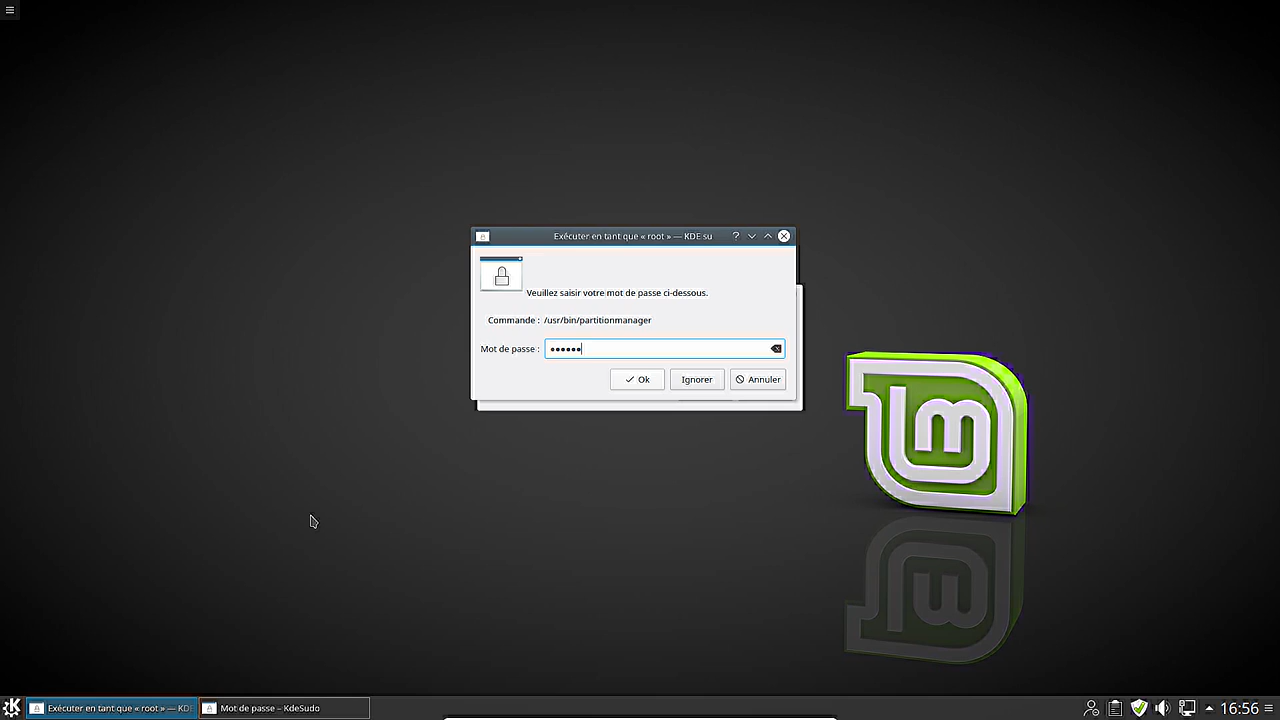 Exécuter en tant que « root » — KDE su
Veuillez saisir votre mot de passe ci-dessous.
Commande : /usr/bin/partitionmanager
Mot de passe : ••••••
Ok
Ignorer
Annuler
m
Exécuter en tant que « root » — KDE
Mot de passe – KdeSudo
16:56